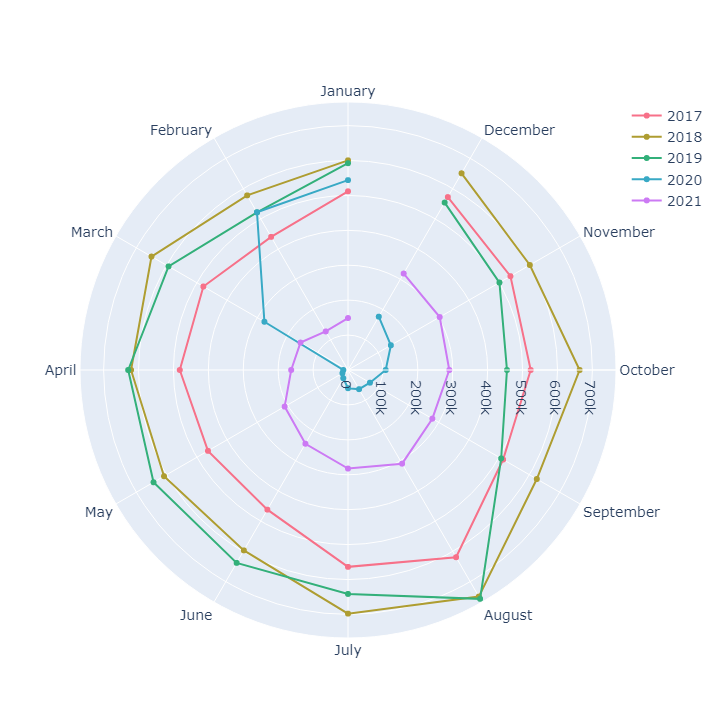 January
February
December
March
November
April
October
May
September
June
August
July
0
100k
200k
300k
400k
500k
600k
700k
2017
2018
2019
2020
2021